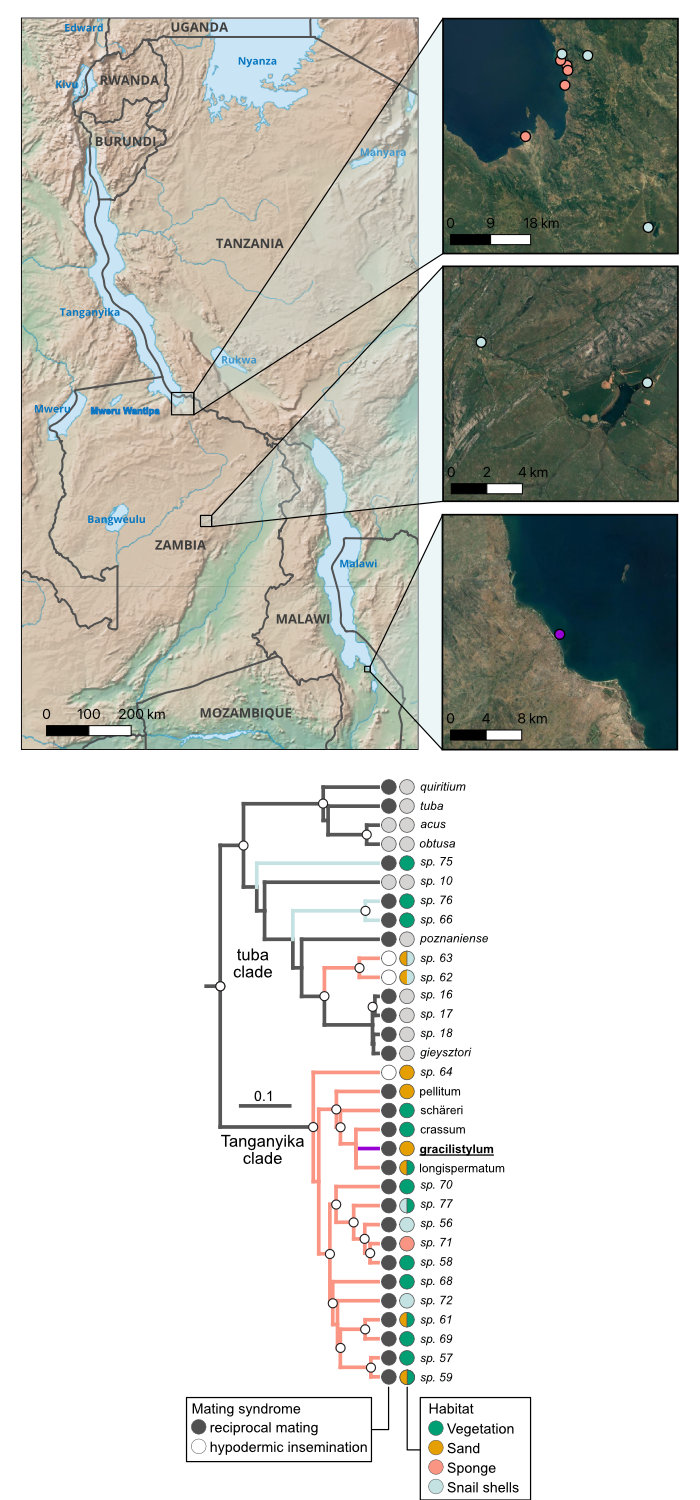 Edward
UGANDA
Nyanza
Kivu
RWANDA
BURUNDI
Manyara
TANZANIA
Tanganyika
Rukwa
Mweru
Mweru Wantipa
Bangweulu
ZAMBIA
Malawi
MALAWI
MOZAMBIQUE
0 100 200 km
0 9 18 km
0 2 4 km
0 4 8 km
quiritium
tuba
acus
obtusa
sp. 75
sp. 10
sp. 76
sp. 66
poznaniense
tuba
clade
sp. 63
sp. 62
sp. 16
sp. 17
sp. 18
gieysztori
sp. 64
0.1
pellitum
schäreri
crassum
Tanganyika
clade
gracilistylum
longispermatum
sp. 70
sp. 77
sp. 56
sp. 71
sp. 58
sp. 68
sp. 72
sp. 61
sp. 69
sp. 57
sp. 59
Mating syndrome
reciprocal mating
hypodermic insemination
Habitat
Vegetation
Sand
Sponge
Snail shells